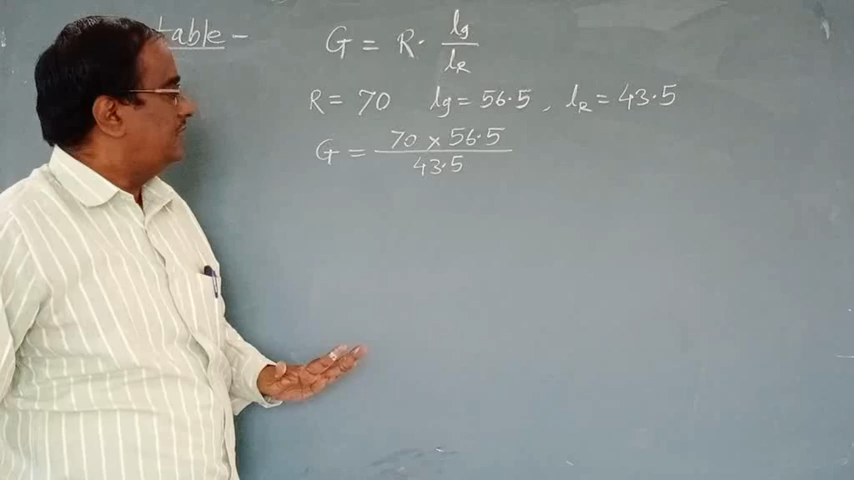 table -
G = R · lg / lR
R = 70 lg = 56.5 , lR = 43.5
G = 70 × 56.5 / 43.5